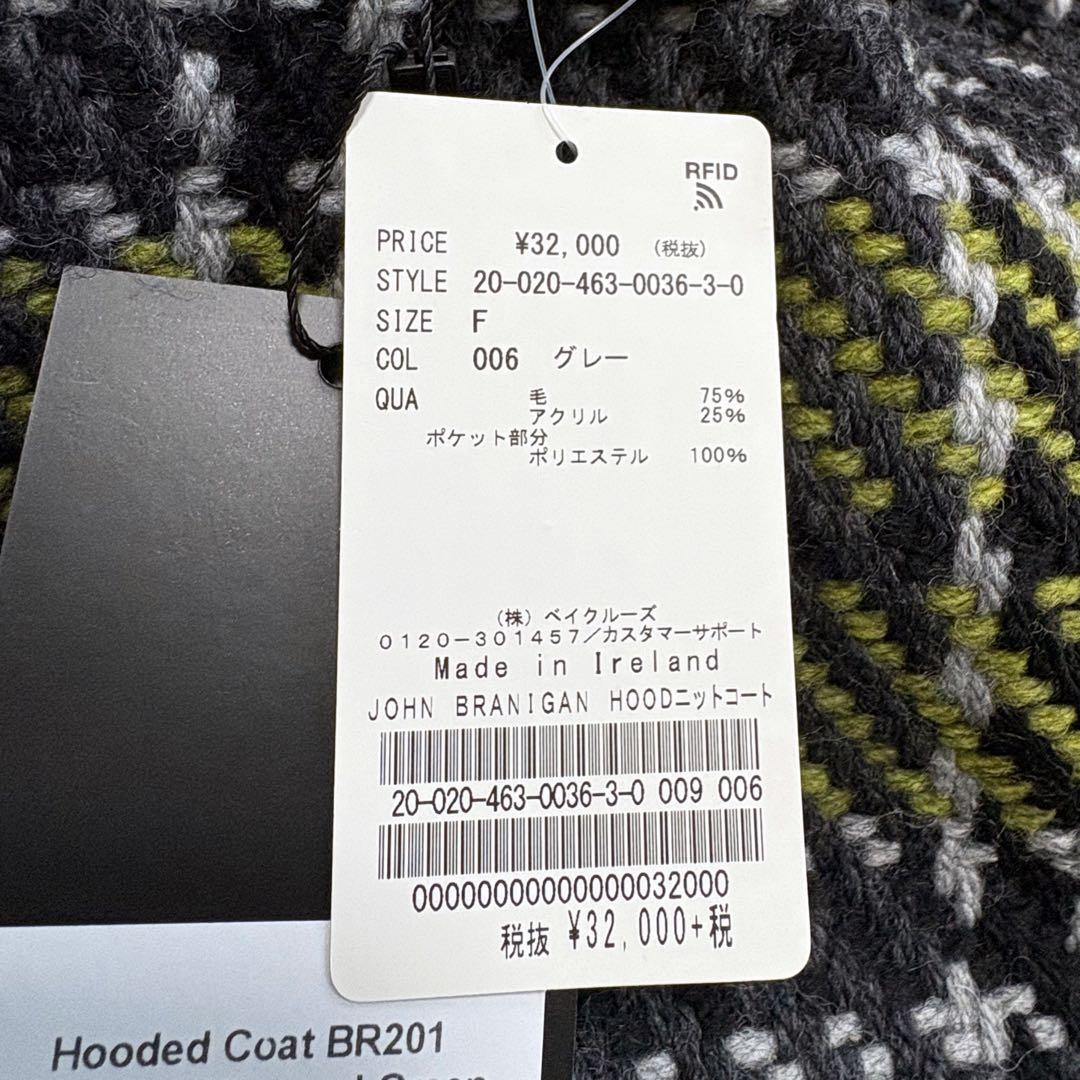 RFID
PRICE ¥32,000 (税抜)
STYLE 20-020-463-0036-3-0
SIZE F
COL 006 グレー
QUA 毛 75%
アクリル 25%
ポケット部分
ポリエステル 100%
(株)ベイクルーズ
0120-301457/カスタマーサポート
Made in Ireland
JOHN BRANIGAN HOODニットコート
20-020-463-0036-3-0 009 006
00000000000000032000
税抜 ¥32,000+税
Hooded Coat BR201